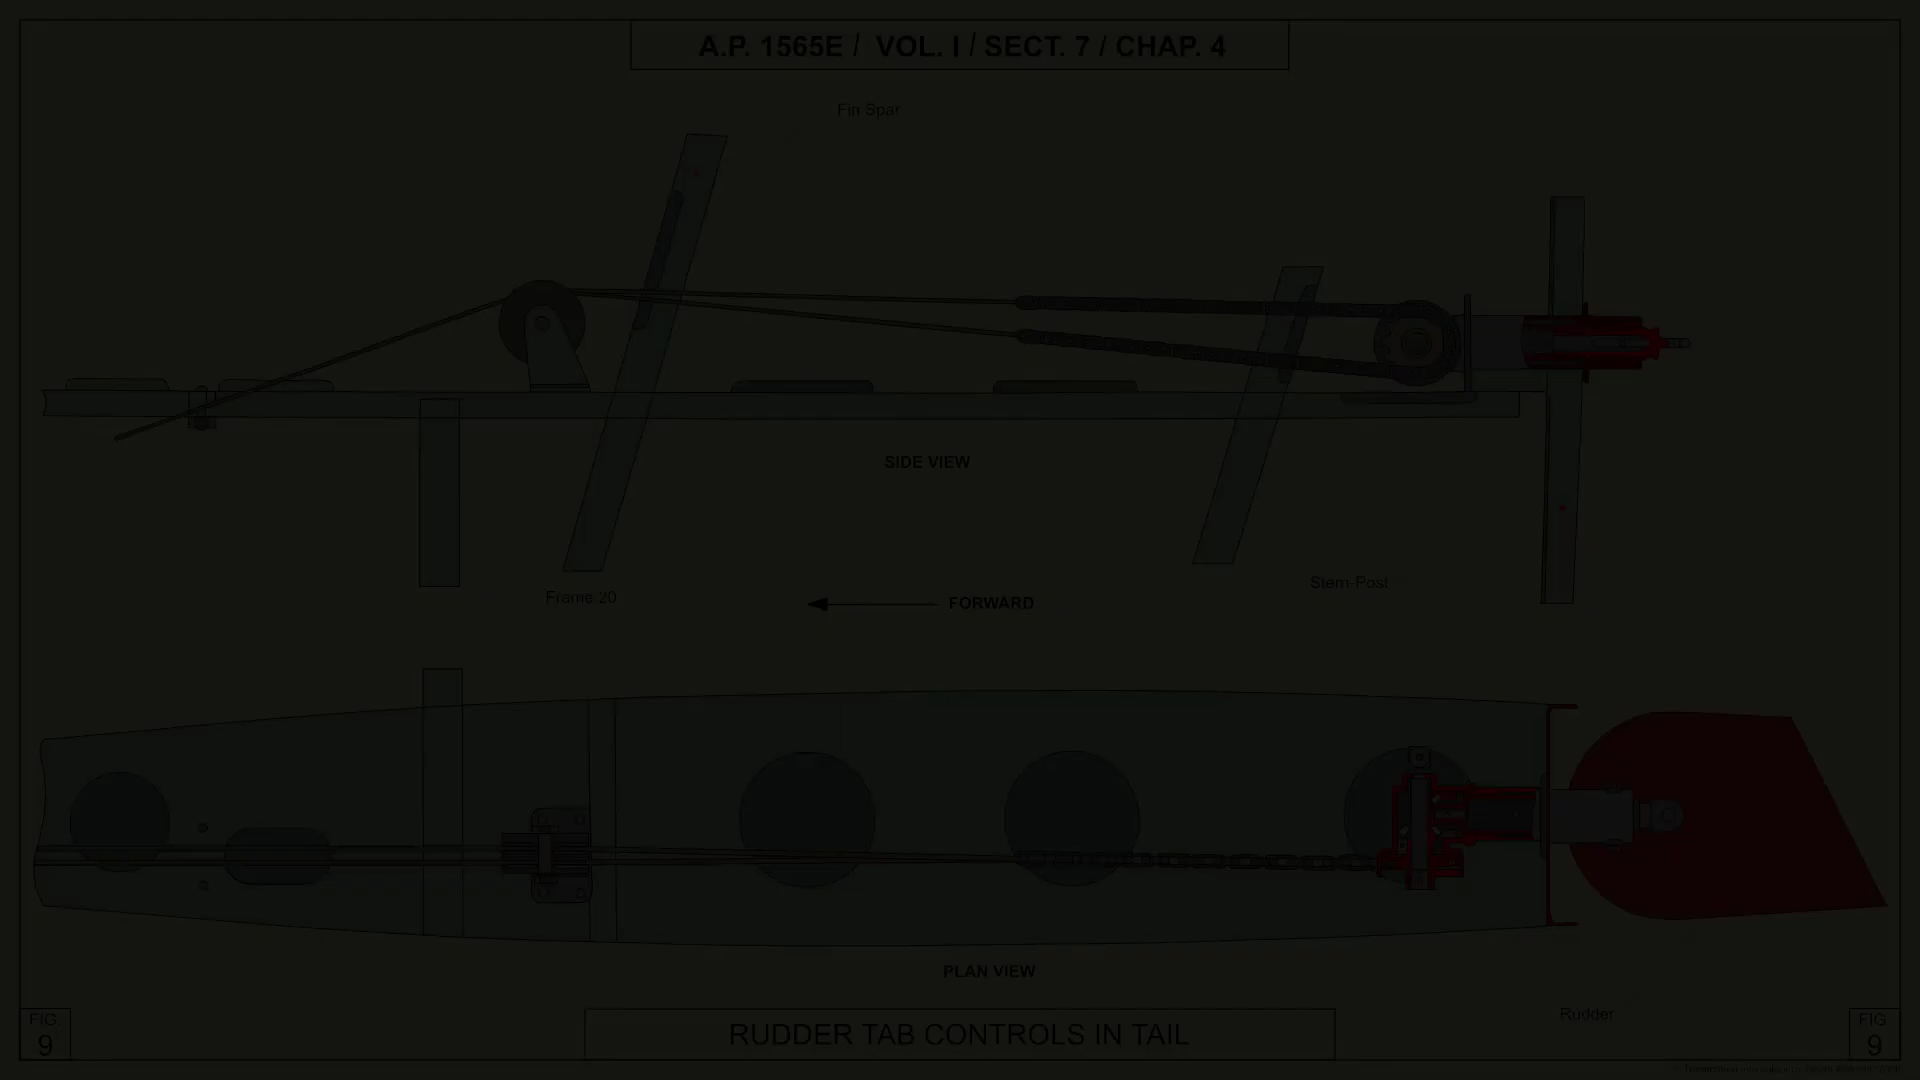 A.P. 1565E / VOL. I / SECT. 7 / CHAP. 4
Fin Spar
SIDE VIEW
Stern-Post
Frame 20
FORWARD
PLAN VIEW
Rudder
FIG.
9
RUDDER TAB CONTROLS IN TAIL
FIG
9